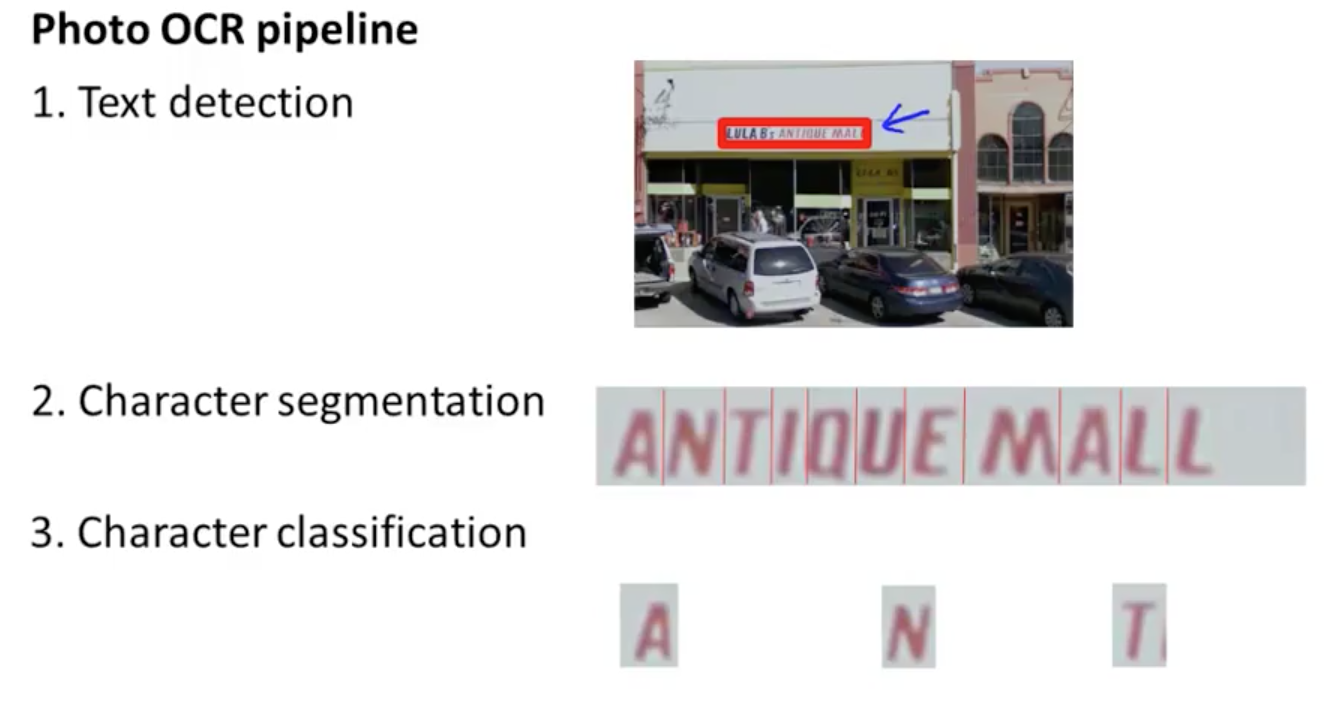 Photo OCR pipeline
1. Text detection
LULA B's ANTIQUE MALL
2. Character segmentation
ANTIQUE MALL
3. Character classification
A N T